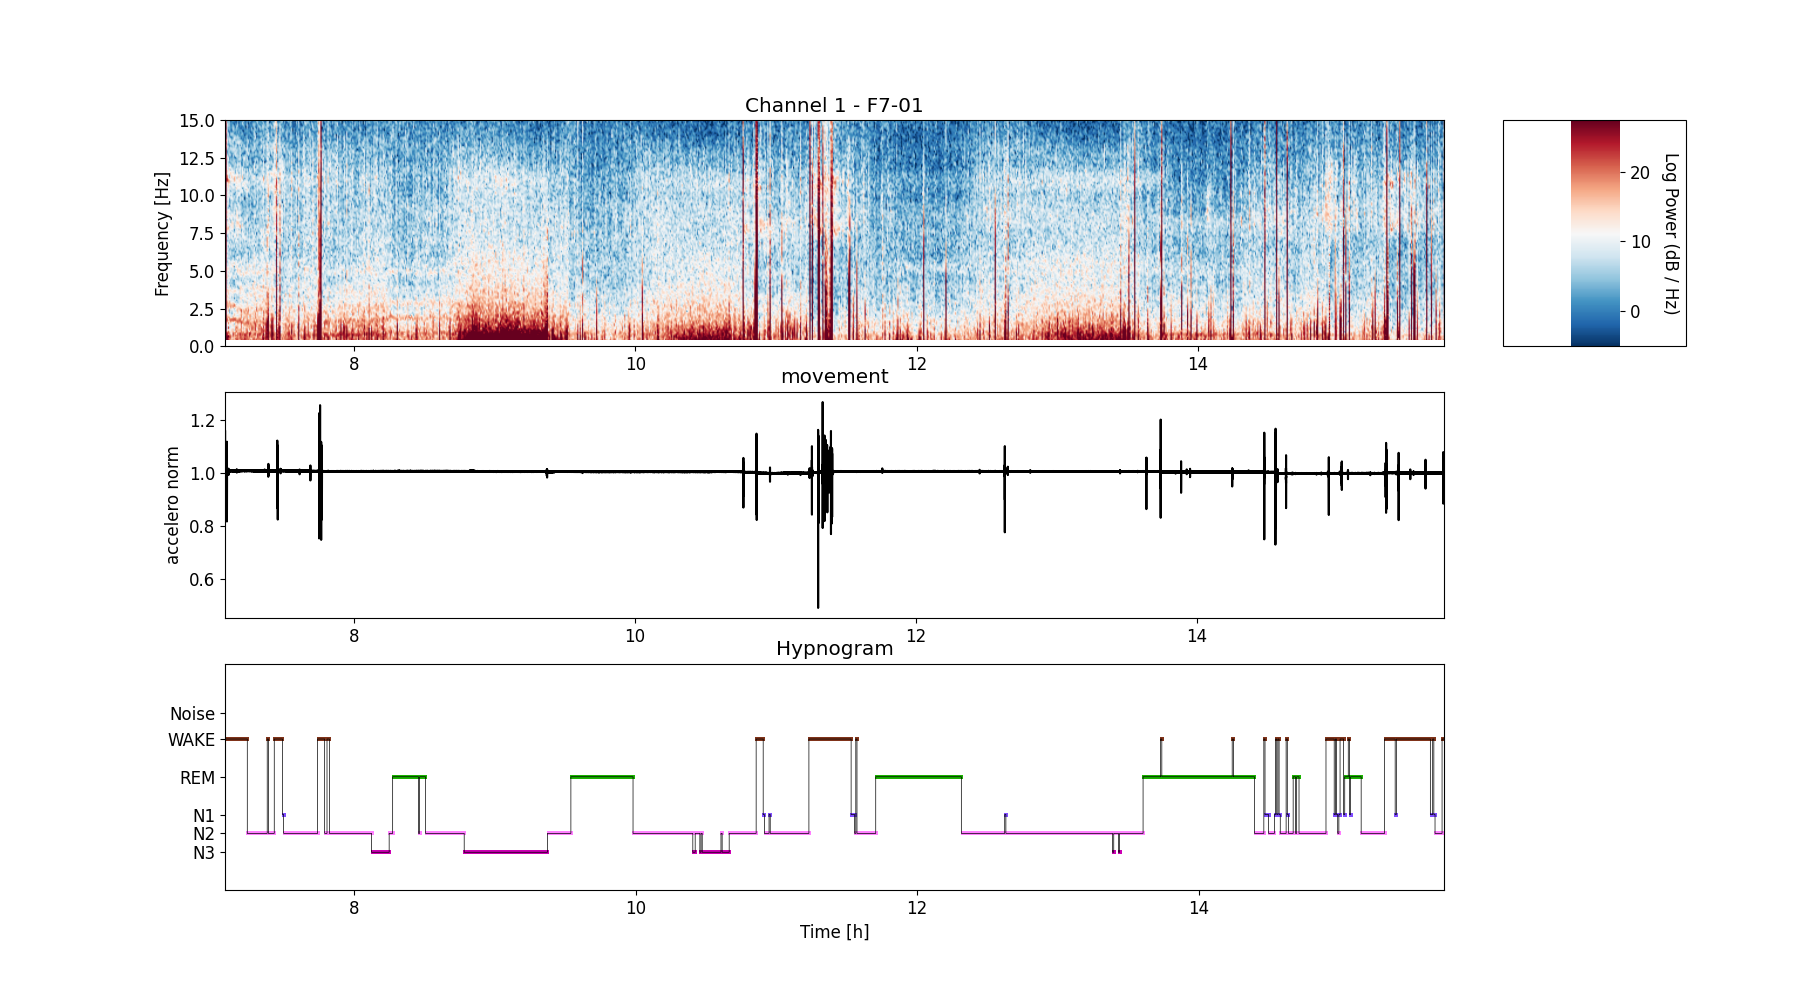 Channel 1 - F7-01
15.0
12.5
10.0
7.5
5.0
2.5
0.0
Frequency [Hz]
8 10 12 14
20
10
0
Log Power (dB / Hz)
movement
1.2
1.0
0.8
0.6
accelero norm
8 10 12 14
Hypnogram
Noise
WAKE
REM
N1
N2
N3
8 10 12 14
Time [h]